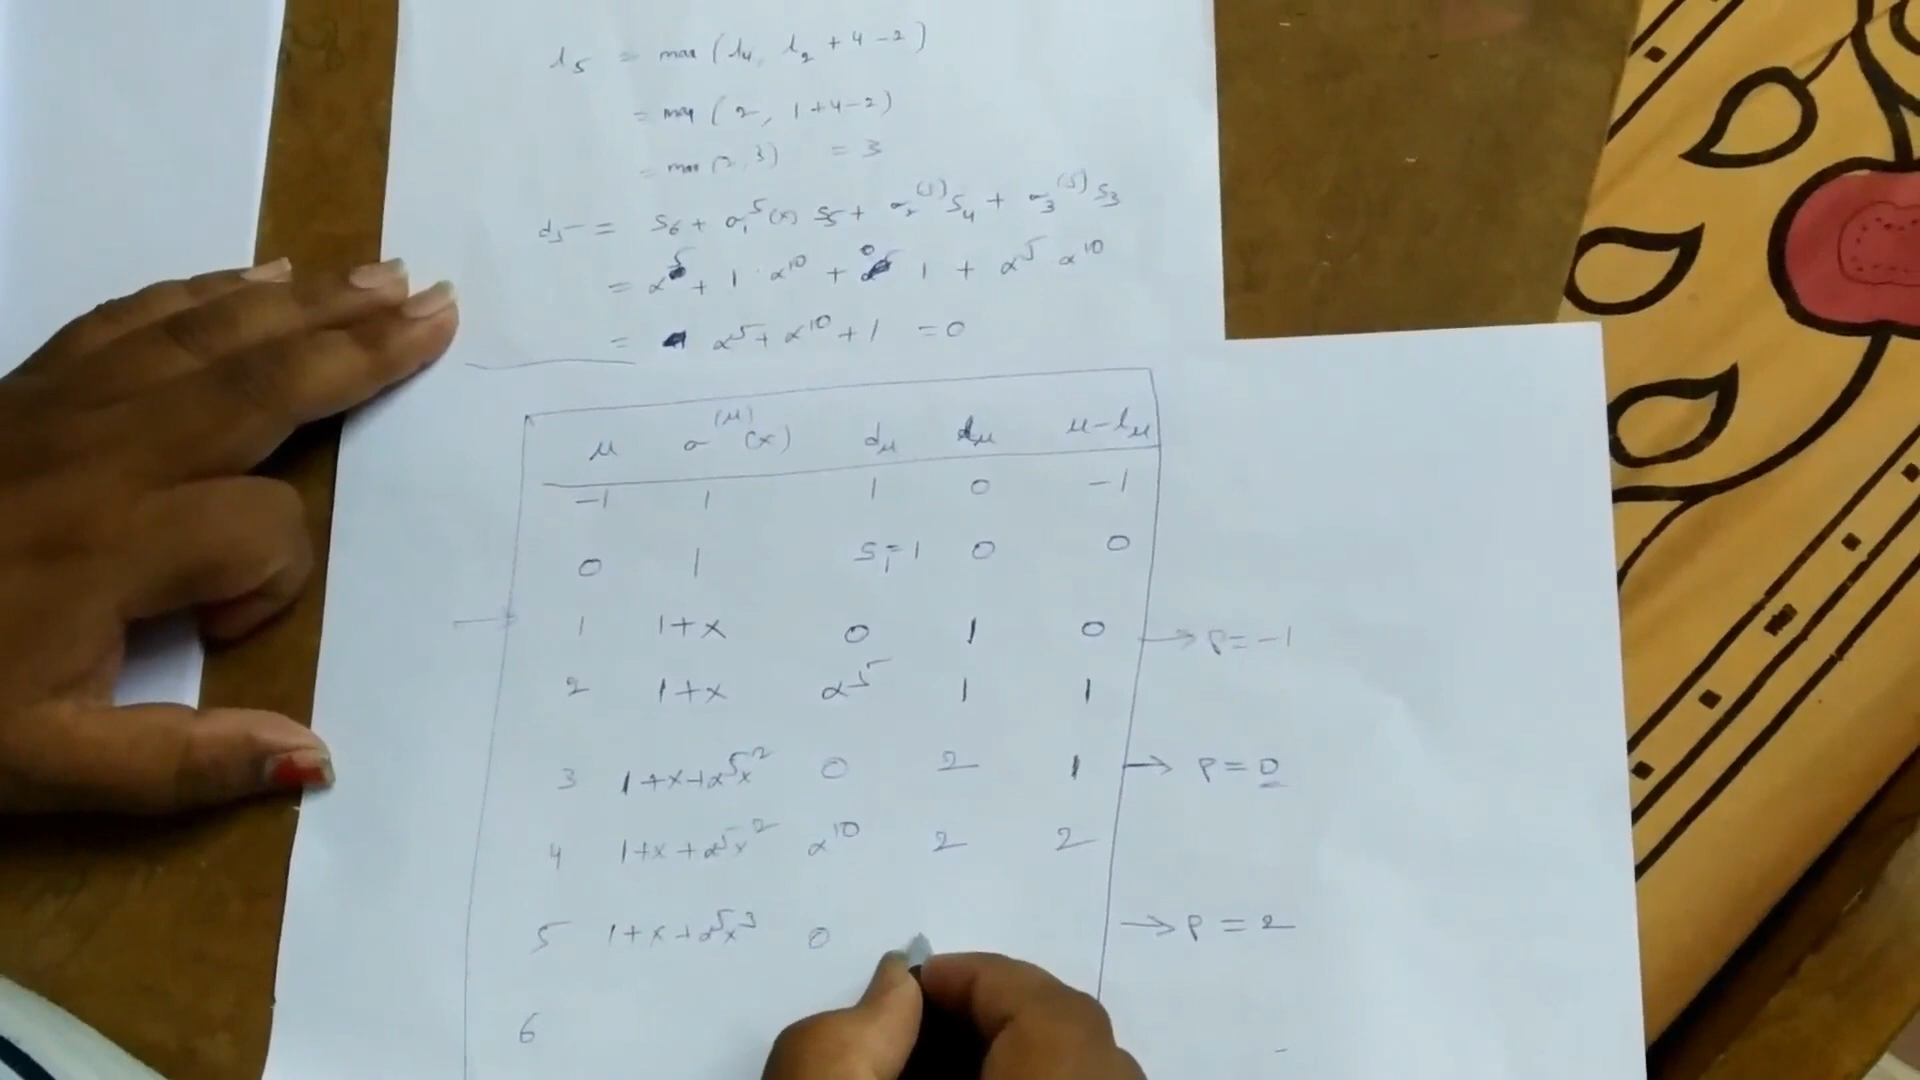 l₅ = max (l₄, l₂ + 4 − 2)
= max (2, 1+4−2)
= max (2, 3) = 3
d₅ = S₆ + σ₁⁵(x) S₅ + σ₂⁽⁵⁾ S₄ + σ₃⁽⁵⁾ S₃
= α⁵ + 1 · α¹⁰ + 0 · 1 + α⁵ α¹⁰
= α⁵ + α¹⁰ + 1 = 0
μ σ⁽ᵘ⁾(x) dμ lμ μ − lμ
−1 1 1 0 −1
0 1 S₁=1 0 0
1 1+x 0 1 0 → ρ = −1
2 1+x α⁵ 1 1
3 1+x+α⁵x² 0 2 1 → ρ = 0
4 1+x+α⁵x² α¹⁰ 2 2
5 1+x+α⁵x³ 0 → ρ = 2
6